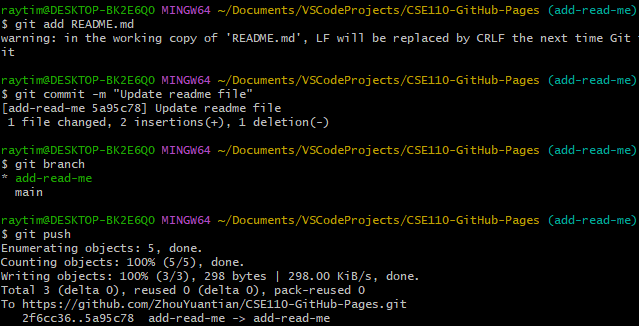 raytim@DESKTOP-BK2E6QO MINGW64 ~/Documents/VSCodeProjects/CSE110-GitHub-Pages (add-read-me)
$ git add README.md
warning: in the working copy of 'README.md', LF will be replaced by CRLF the next time Git
it
raytim@DESKTOP-BK2E6QO MINGW64 ~/Documents/VSCodeProjects/CSE110-GitHub-Pages (add-read-me)
$ git commit -m "Update readme file"
[add-read-me 5a95c78] Update readme file
 1 file changed, 2 insertions(+), 1 deletion(-)
raytim@DESKTOP-BK2E6QO MINGW64 ~/Documents/VSCodeProjects/CSE110-GitHub-Pages (add-read-me)
$ git branch
* add-read-me
  main
raytim@DESKTOP-BK2E6QO MINGW64 ~/Documents/VSCodeProjects/CSE110-GitHub-Pages (add-read-me)
$ git push
Enumerating objects: 5, done.
Counting objects: 100% (5/5), done.
Writing objects: 100% (3/3), 298 bytes | 298.00 KiB/s, done.
Total 3 (delta 0), reused 0 (delta 0), pack-reused 0
To https://github.com/ZhouYuantian/CSE110-GitHub-Pages.git
   2f6cc36..5a95c78  add-read-me -> add-read-me